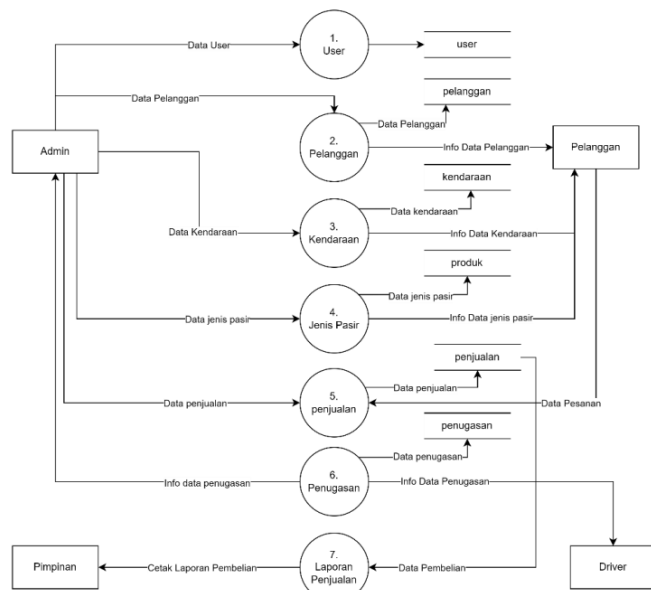 1.
User
Data User
user
Data Pelanggan
pelanggan
Data Pelanggan
Admin
2.
Pelanggan
Info Data Pelanggan
Pelanggan
kendaraan
Data kendaraan
Data Kendaraan
3.
Kendaraan
Info Data Kendaraan
produk
Data jenis pasir
Data jenis pasir
4.
Jenis Pasir
Info Data jenis pasir
penjualan
Data penjualan
Data penjualan
5.
penjualan
Data Pesanan
penugasan
Data penugasan
Info data penugasan
6.
Penugasan
Info Data Penugasan
Pimpinan
Cetak Laporan Pembelian
7.
Laporan
Penjualan
Data Pembelian
Driver